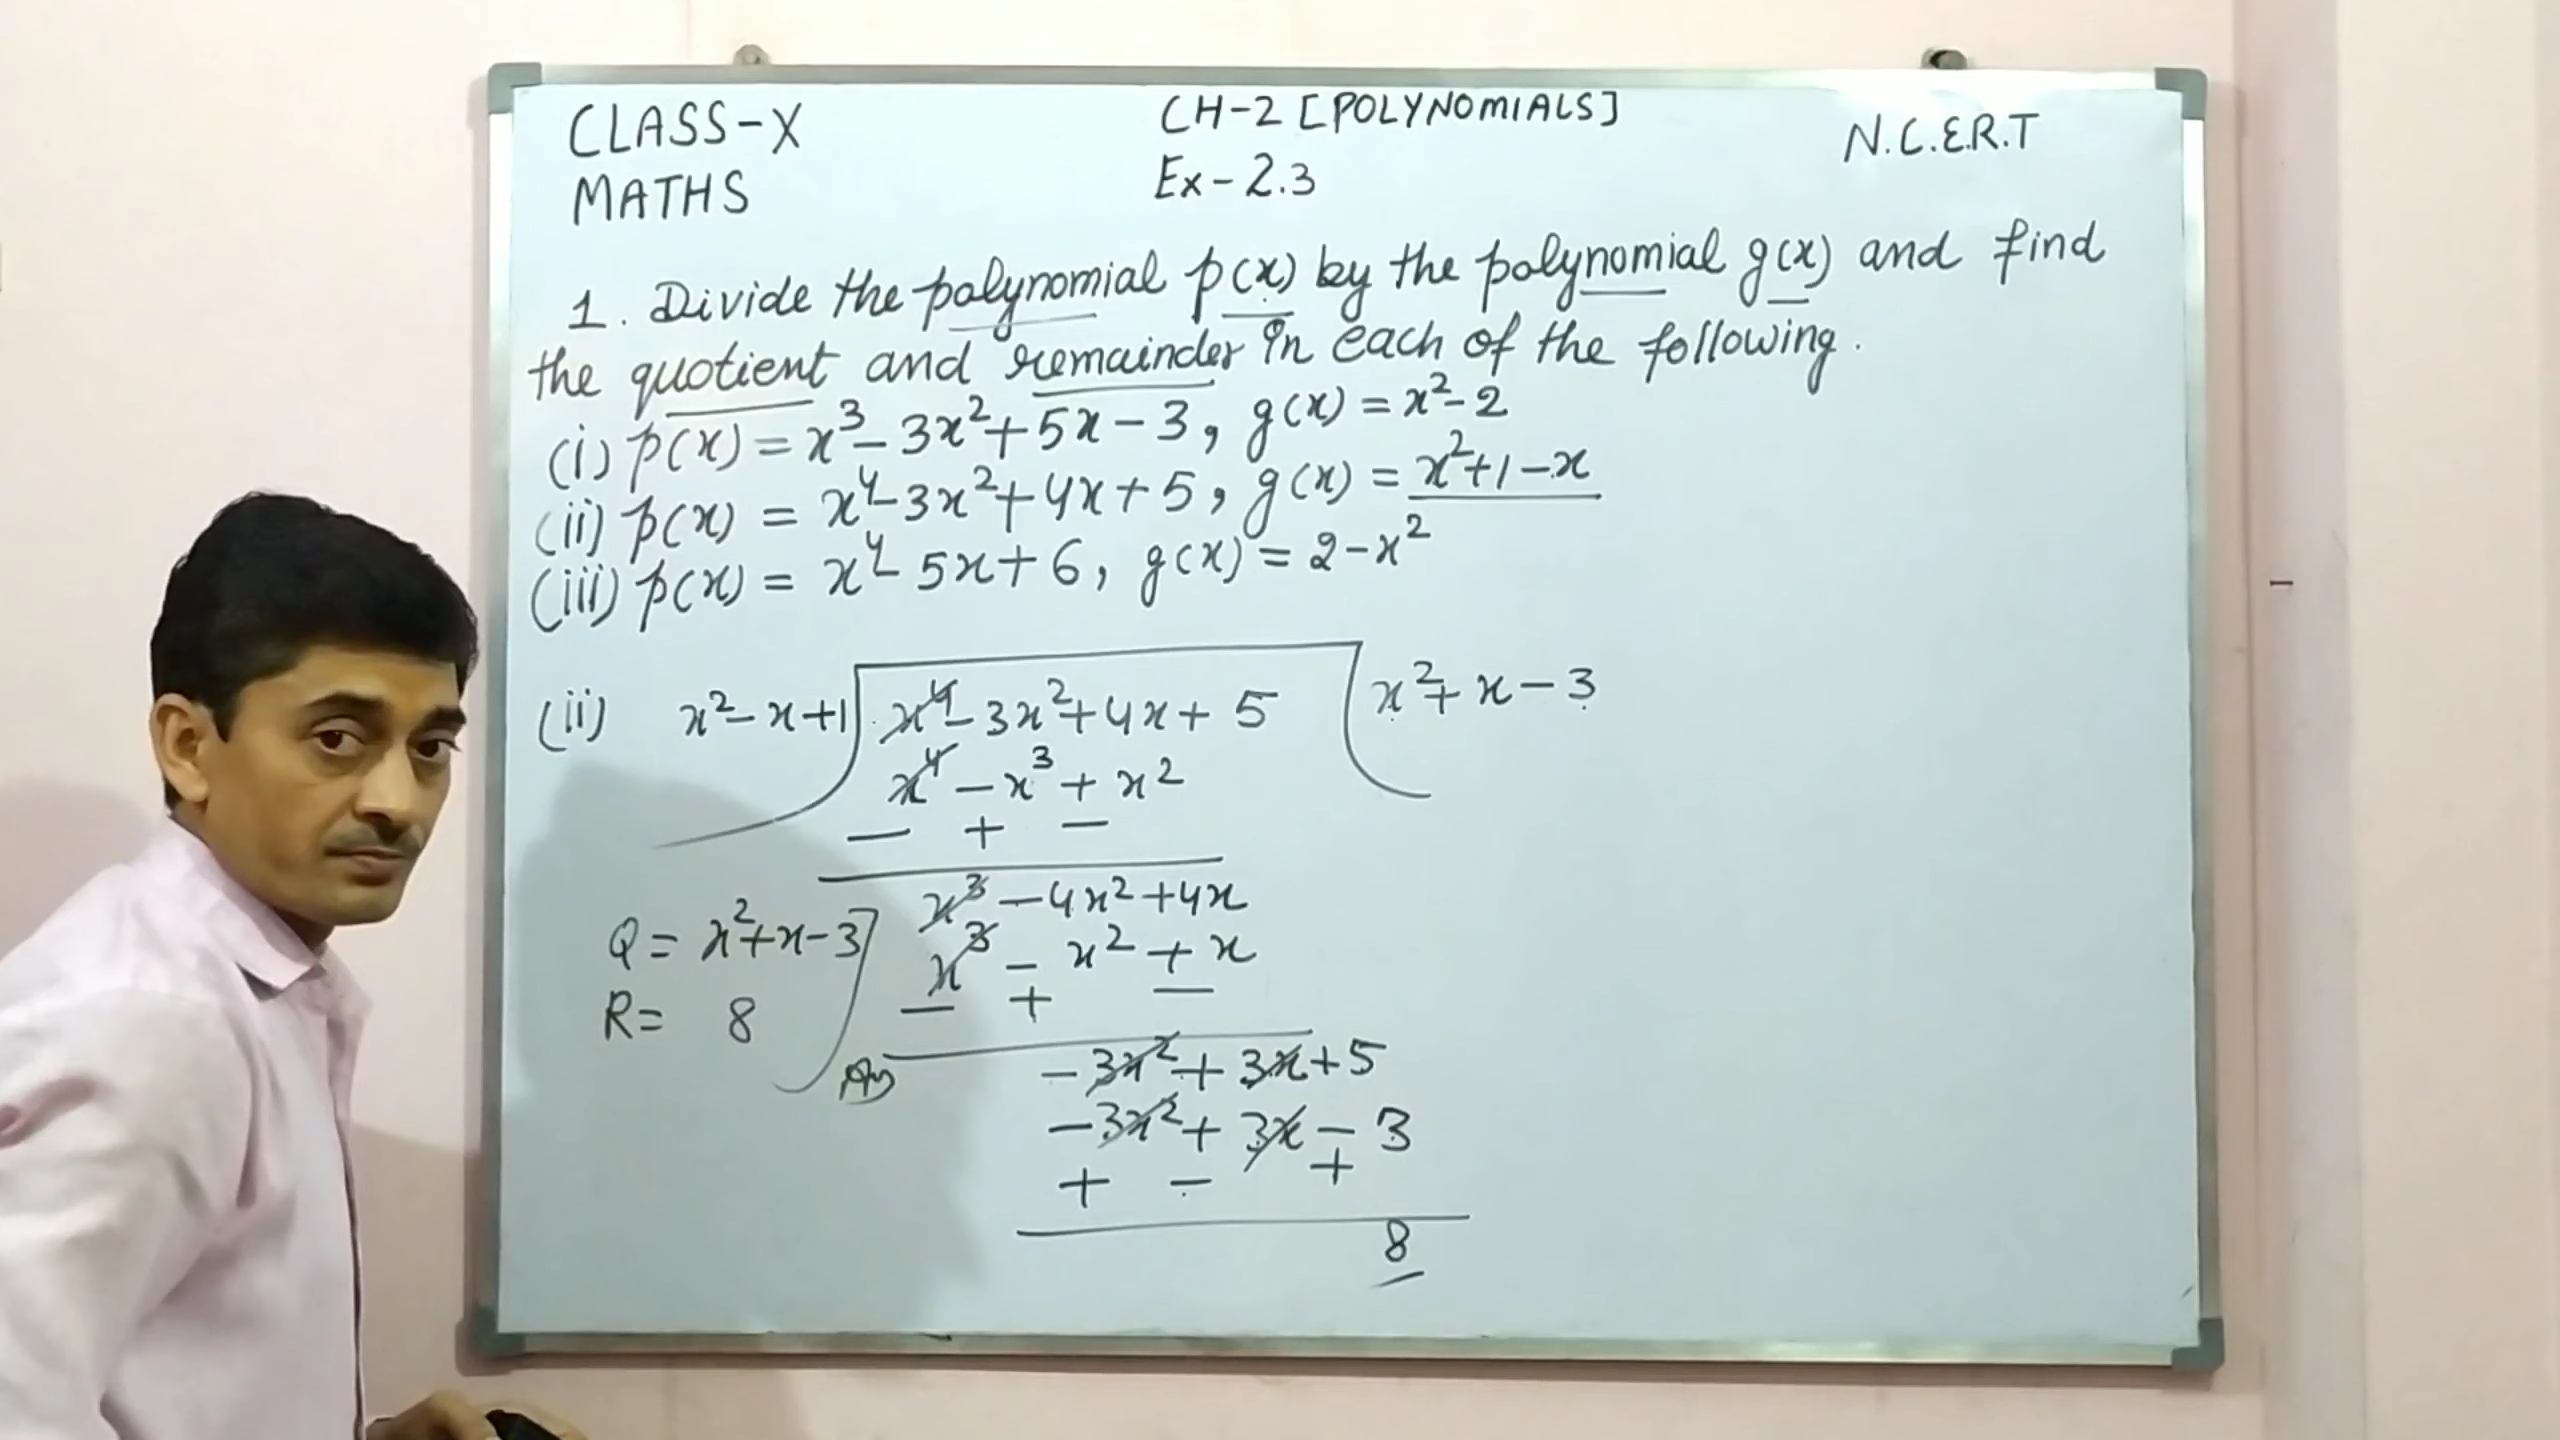 CLASS-X
MATHS
CH-2 [POLYNOMIALS]
Ex-2.3
N.C.E.R.T
1. Divide the polynomial p(x) by the polynomial g(x) and find
the quotient and remainder in each of the following.
(i) p(x) = x³-3x²+5x-3, g(x) = x²-2
(ii) p(x) = x⁴-3x²+4x+5, g(x) = x²+1-x
(iii) p(x) = x⁴-5x+6, g(x) = 2-x²
(ii) x²-x+1 x⁴-3x²+4x+5 x²+x-3
x⁴-x³+x²
- + -
x³-4x²+4x
x³-x²+x
- + -
-3x²+3x+5
-3x²+3x-3
+ - +
8
Q = x²+x-3
R = 8